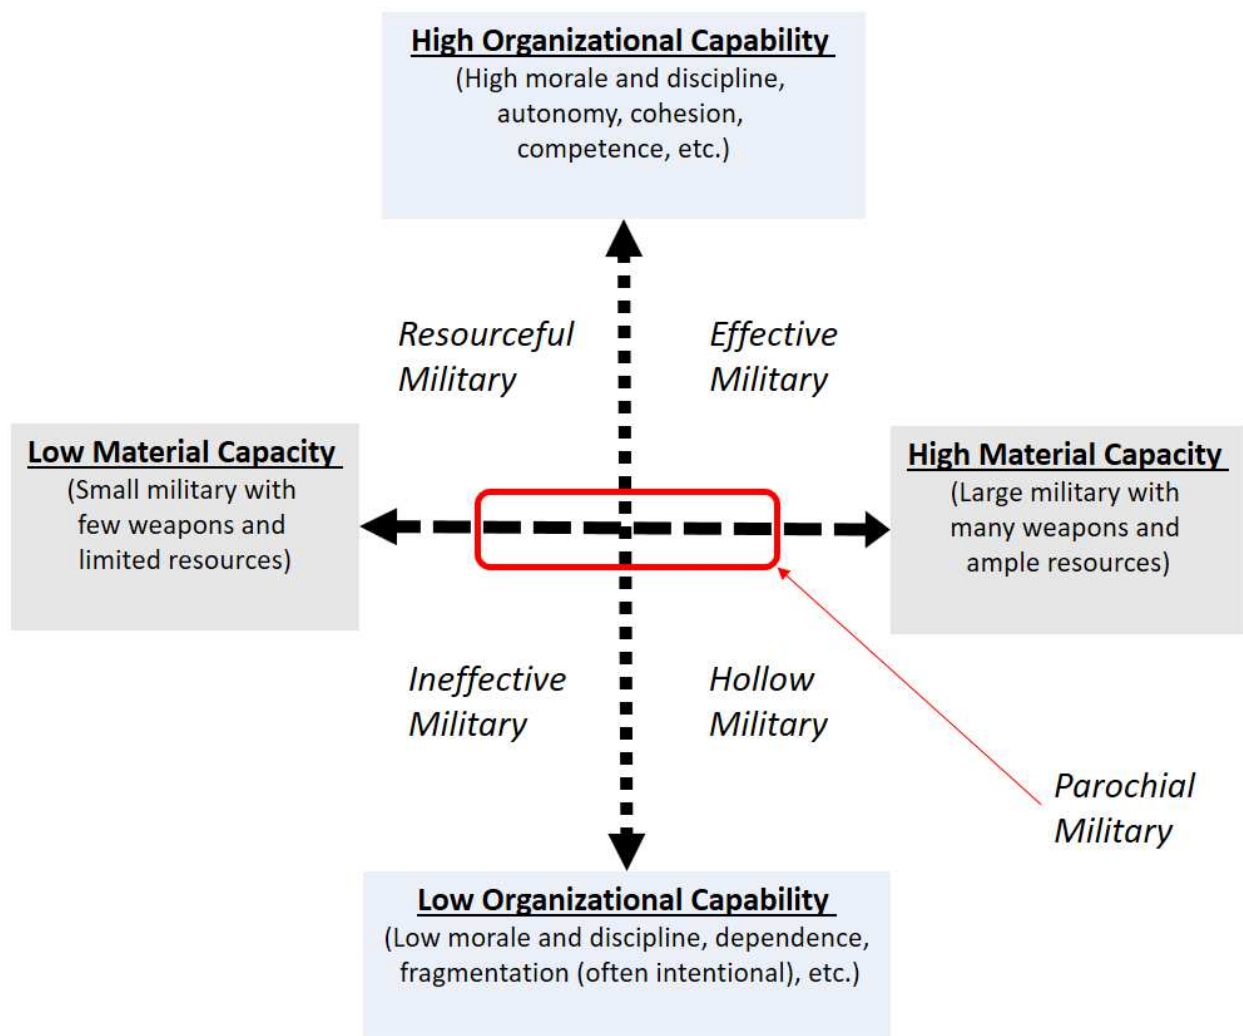 High Organizational Capability
(High morale and discipline,
autonomy, cohesion,
competence, etc.)
Resourceful
Military
Effective
Military
Low Material Capacity
(Small military with
few weapons and
limited resources)
High Material Capacity
(Large military with
many weapons and
ample resources)
Ineffective
Military
Hollow
Military
Parochial
Military
Low Organizational Capability
(Low morale and discipline, dependence,
fragmentation (often intentional), etc.)